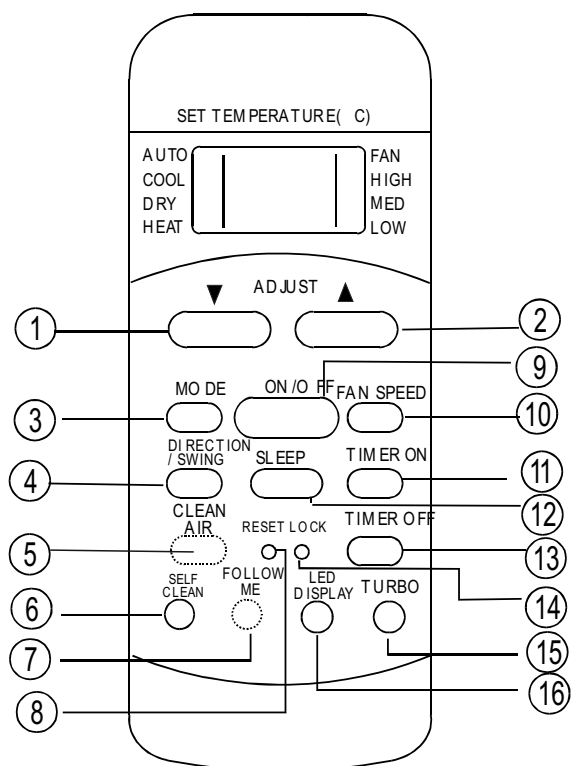 SET TEMPERATURE( C)
AUTO
COOL
DRY
HEAT
FAN
HIGH
MED
LOW
▼ ADJUST ▲
1
2
9
MODE
ON/OFF
FAN SPEED
3
10
DIRECTION
/ SWING
SLEEP
TIMER ON
4
11
12
CLEAN
AIR
RESET LOCK
TIMER OFF
5
13
SELF
CLEAN
FOLLOW
ME
LED
DISPLAY
TURBO
6
14
7
15
8
16